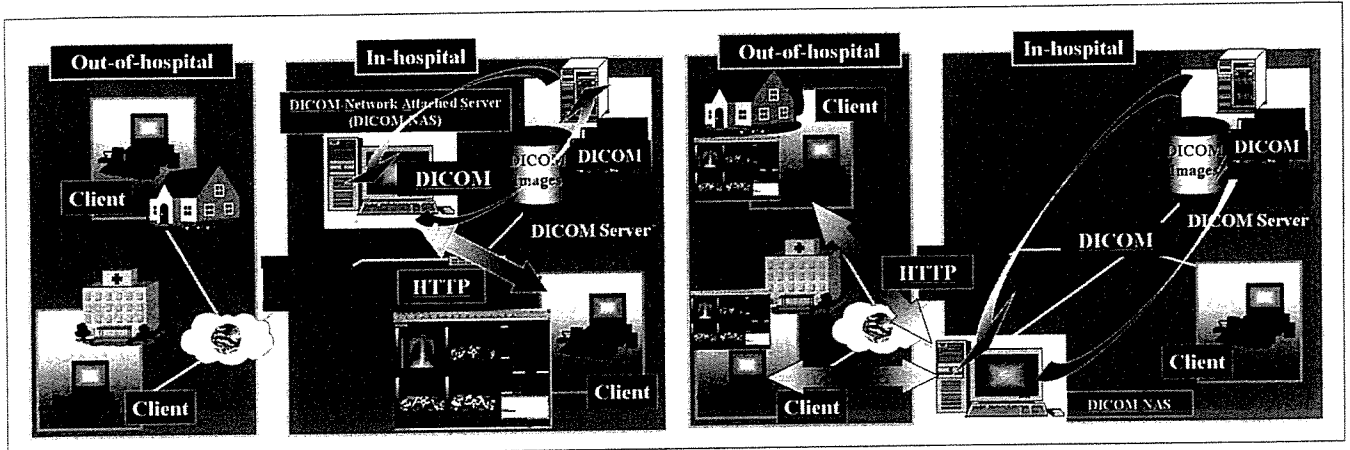 Out-of-hospital
Client
Client
In-hospital
DICOM-Network Attached Server
(DICOM-NAS)
DICOM
DICOM
Images
DICOM
DICOM Server
HTTP
Client
Out-of-hospital
Client
HTTP
Client
In-hospital
DICOM
Images
DICOM
DICOM Server
DICOM
Client
DICOM NAS